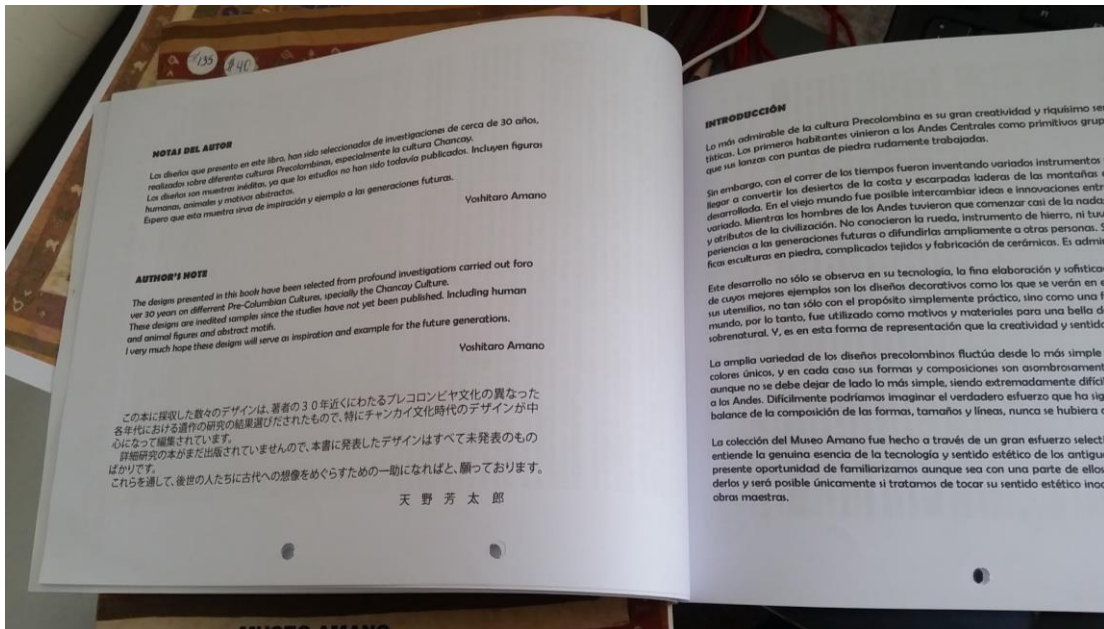 #195
$40
NOTAS DEL AUTOR
Los diseños que presento en este libro, han sido seleccionados de investigaciones de cerca de 30 años,
realizados sobre diferentes culturas Precolombinas, especialmente la cultura Chancay.
Los diseños son muestras inéditas, ya que los estudios no han sido todavía publicados. Incluyen figuras
humanas, animales y motivos abstractos.
Espero que esta muestra sirva de inspiración y ejemplo a las generaciones futuras.
Yoshitaro Amano
AUTHOR'S NOTE
The designs presented in this book have been selected from profound investigations carried out foro
ver 30 years on differrent Pre-Columbian Cultures, specially the Chancay Culture.
These designs are inedited samples since the studies have not yet been published. Including human
and animal figures and abstract motifs.
I very much hope these designs will serve as inspiration and example for the future generations.
Yoshitaro Amano
この本に採収した数々のデザインは、著者の30年近くにわたるプレコロンビヤ文化の異なった
各年代における遺作の研究の結果選びだされたもので、特にチャンカイ文化時代のデザインが中
心になって編集されています。
詳細研究の本がまだ出版されていませんので、本書に発表したデザインはすべて未発表のもの
ばかりです。
これらを通して、後世の人たちに古代への想像をめぐらすための一助になればと、願っております。
天野芳太郎
INTRODUCCIÓN
Lo más admirable de la cultura Precolombina es su gran creatividad y riquísimo se
tísticas. Los primeros habitantes vinieron a los Andes Centrales como primitivos grup
que sus lanzas con puntas de piedra rudamente trabajadas.
Sin embargo, con el correr de los tiempos fueron inventando variados instrumentos
llegar a convertir los desiertos de la costa y escarpadas laderas de las montañas
desarrollada. En el viejo mundo fue posible intercambiar ideas e innovaciones entr
variado. Mientras los hombres de los Andes tuvieron que comenzar casi de la nada,
y atributos de la civilización. No conocieron la rueda, instrumento de hierro, ni tuv
periencias a las generaciones futuras o difundirlas ampliamente a otras personas. S
ficas esculturas en piedra, complicados tejidos y fabricación de cerámicas. Es admi
Este desarrollo no sólo se observa en su tecnología, la fina elaboración y sofistica
de cuyos mejores ejemplos son los diseños decorativos como los que se verán en e
sus utensilios, no tan sólo con el propósito simplemente práctico, sino como una f
mundo, por lo tanto, fue utilizado como motivos y materiales para una bella d
sobrenatural. Y, es en esta forma de representación que la creatividad y sentido
La amplia variedad de los diseños precolombinos fluctúa desde lo más simple
colores únicos, y en cada caso sus formas y composiciones son asombrosament
aunque no se debe dejar de lado lo más simple, siendo extremadamente difícil
a los Andes. Difícilmente podríamos imaginar el verdadero esfuerzo que ha sig
balance de la composición de las formas, tamaños y líneas, nunca se hubiera
La colección del Museo Amano fue hecho a través de un gran esfuerzo selecti
entiende la genuina esencia de la tecnología y sentido estético de los antigu
presente oportunidad de familiarizarnos aunque sea con una parte de ellos
derlos y será posible únicamente si tratamos de tocar su sentido estético ino
obras maestras.
MUSEO AMANO